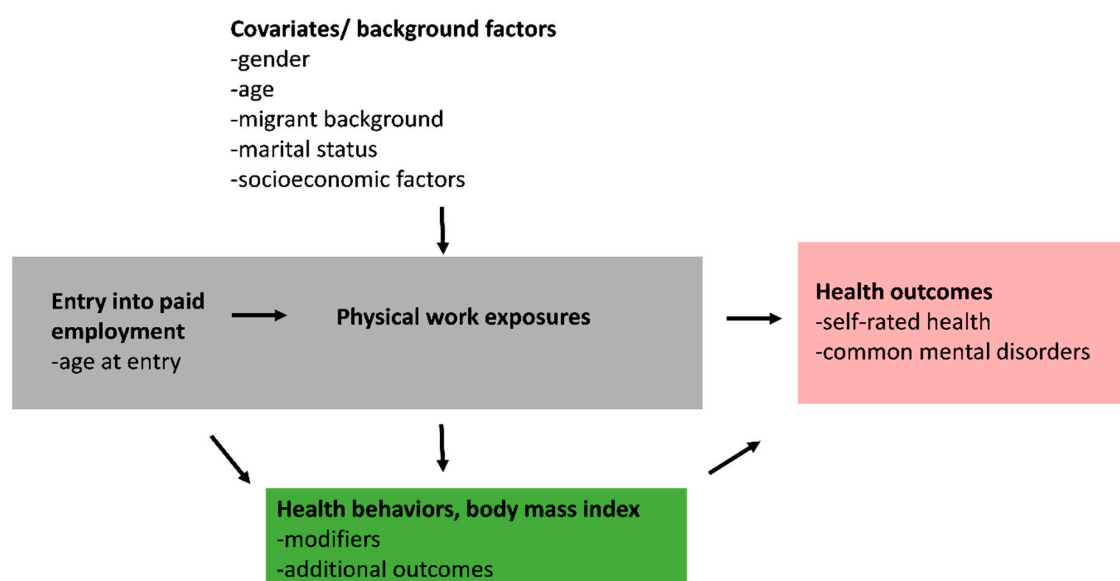 Covariates/ background factors
-gender
-age
-migrant background
-marital status
-socioeconomic factors
Entry into paid
employment
-age at entry
Physical work exposures
Health outcomes
-self-rated health
-common mental disorders
Health behaviors, body mass index
-modifiers
-additional outcomes